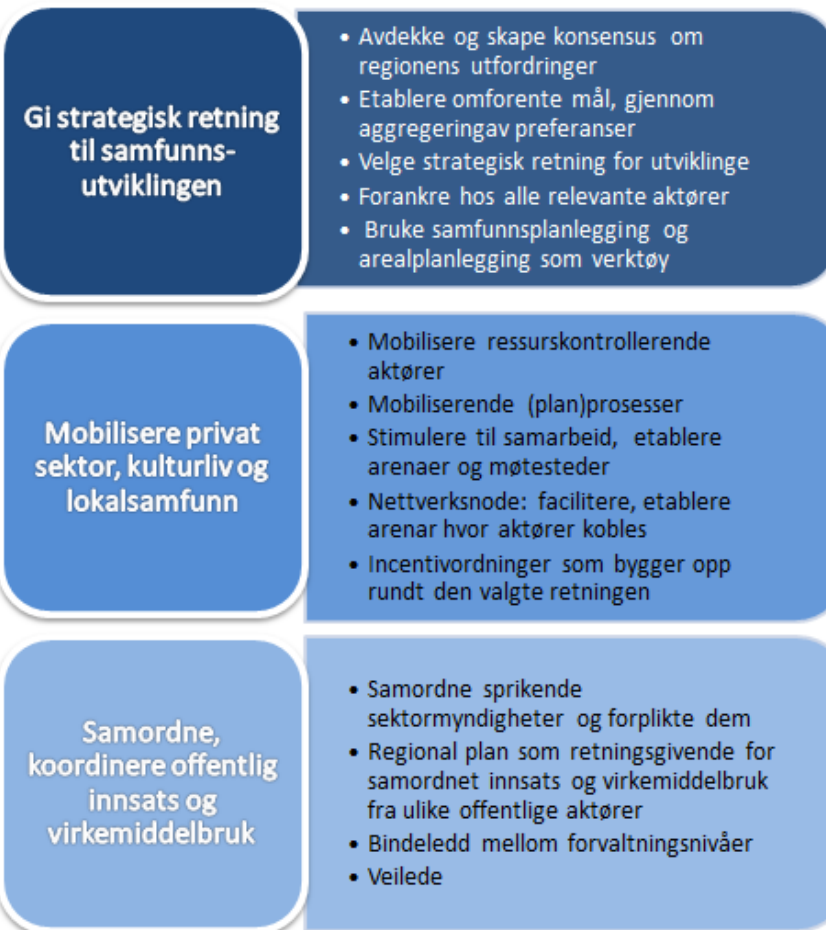 Gi strategisk retning
til samfunns-
utviklingen
• Avdekke og skape konsensus om
regionens utfordringer
• Etablere omforente mål, gjennom
aggregeringav preferanser
• Velge strategisk retning for utviklinge
• Forankre hos alle relevante aktører
• Bruke samfunnsplanlegging og
arealplanlegging som verktøy
Mobilisere privat
sektor, kulturliv og
lokalsamfunn
• Mobilisere ressurskontrollerende
aktører
• Mobiliserende (plan)prosesser
• Stimulere til samarbeid, etablere
arenaer og møtesteder
• Nettverksnode: facilitere, etablere
arenar hvor aktører kobles
• Incentivordninger som bygger opp
rundt den valgte retningen
Samordne,
koordinere offentlig
innsats og
virkemiddelbruk
• Samordne sprikende
sektormyndigheter og forplikte dem
• Regional plan som retningsgivende for
samordnet innsats og virkemiddelbruk
fra ulike offentlige aktører
• Bindeledd mellom forvaltningsnivåer
• Veilede